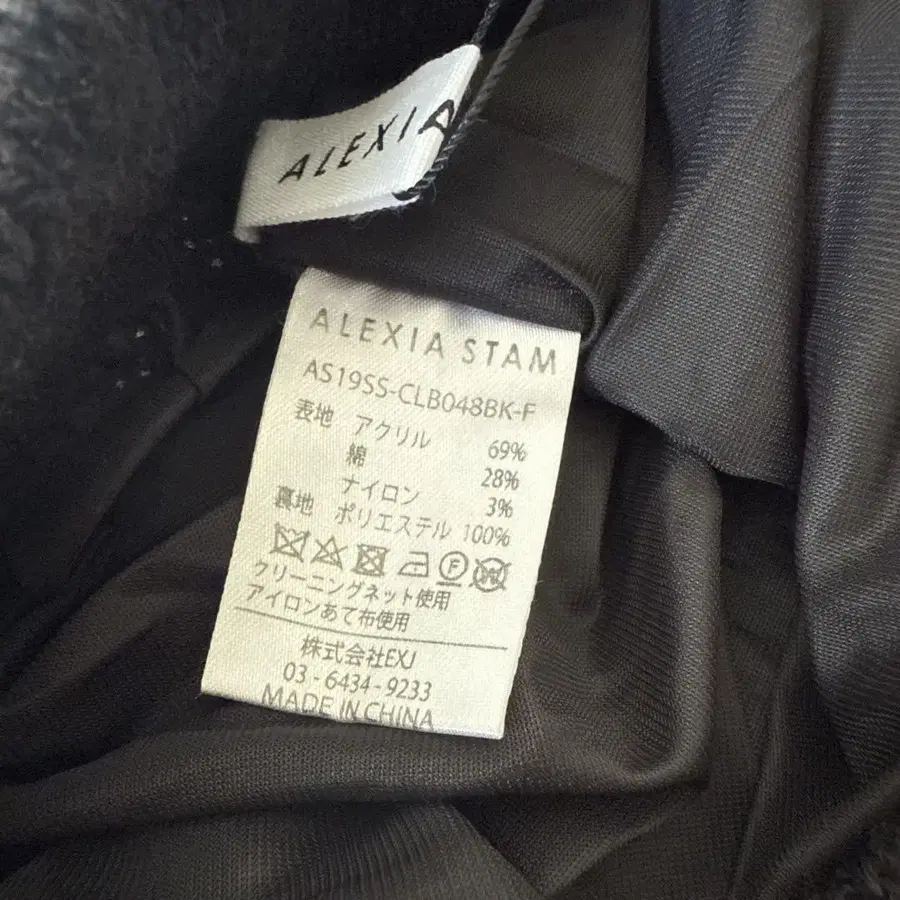 ALEXIA
ALEXIA STAM
AS19SS-CLB048BK-F
表地 アクリル 69%
綿 28%
ナイロン 3%
裏地 ポリエステル 100%
P W
クリーニングネット使用
アイロンあて布使用
株式会社EXJ
03-6434-9233
MADE IN CHINA